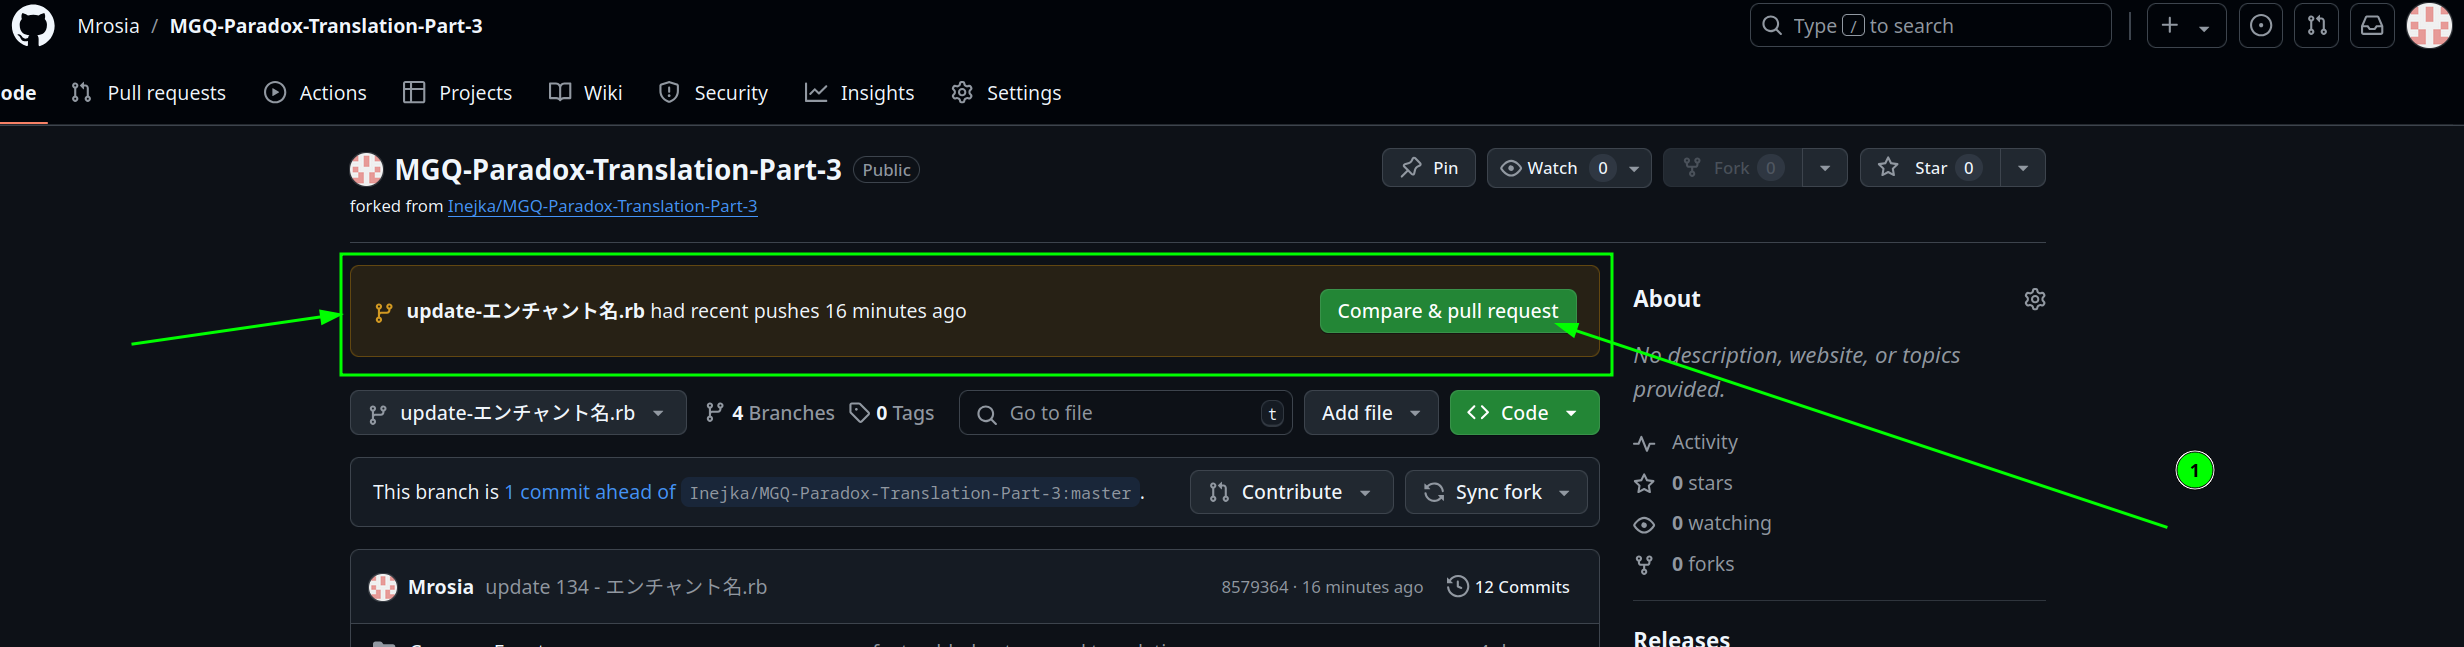 Mrosia / MGQ-Paradox-Translation-Part-3
Type / to search
ode Pull requests Actions Projects Wiki Security Insights Settings
MGQ-Paradox-Translation-Part-3 Public
Pin Watch 0 Fork 0 Star 0
forked from Inejka/MGQ-Paradox-Translation-Part-3
update-エンチャント名.rb had recent pushes 16 minutes ago
Compare & pull request
update-エンチャント名.rb 4 Branches 0 Tags Go to file t Add file Code
This branch is 1 commit ahead of Inejka/MGQ-Paradox-Translation-Part-3:master .
Contribute Sync fork
Mrosia update 134 - エンチャント名.rb 8579364 · 16 minutes ago 12 Commits
About
No description, website, or topics
provided.
Activity
0 stars
0 watching
0 forks
Releases
1